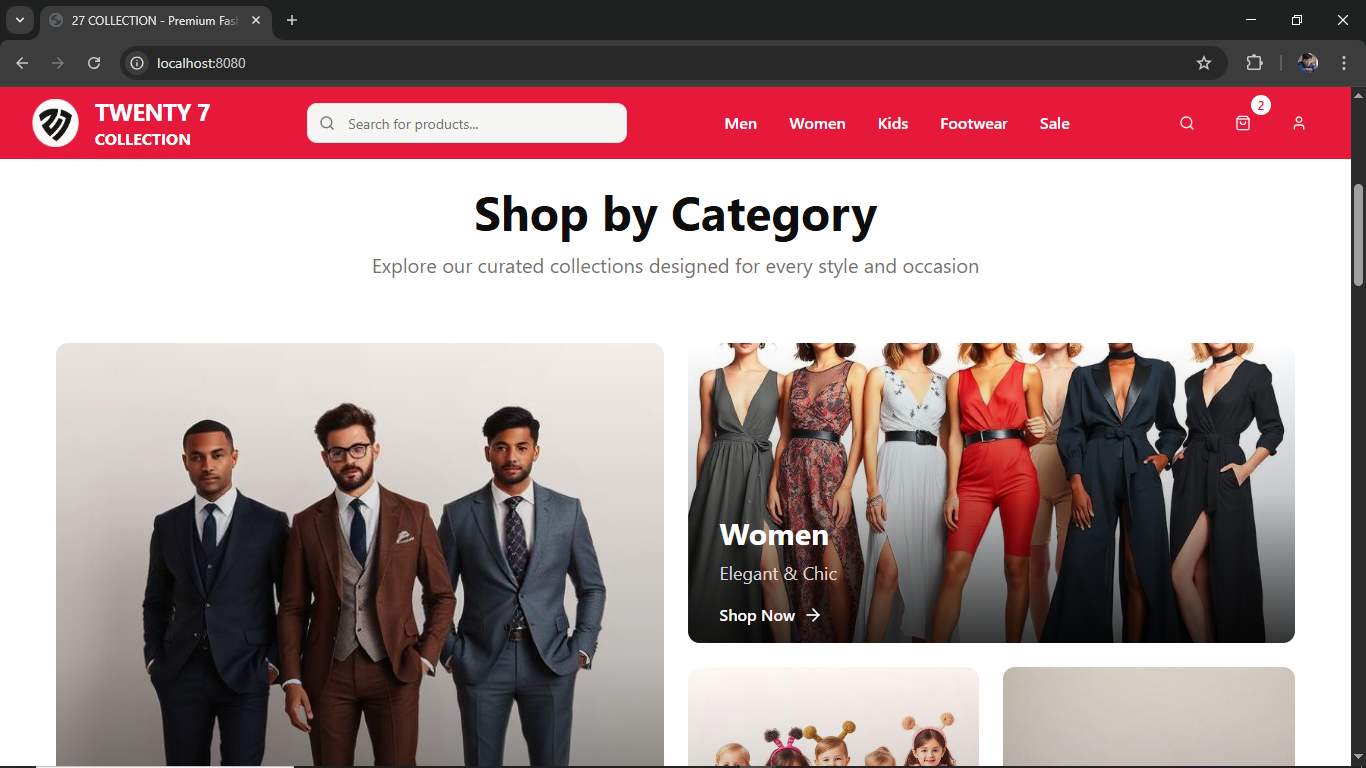 27 COLLECTION - Premium Fas
localhost:8080
TWENTY 7
COLLECTION
Search for products...
Men
Women
Kids
Footwear
Sale
2
Shop by Category
Explore our curated collections designed for every style and occasion
Women
Elegant & Chic
Shop Now